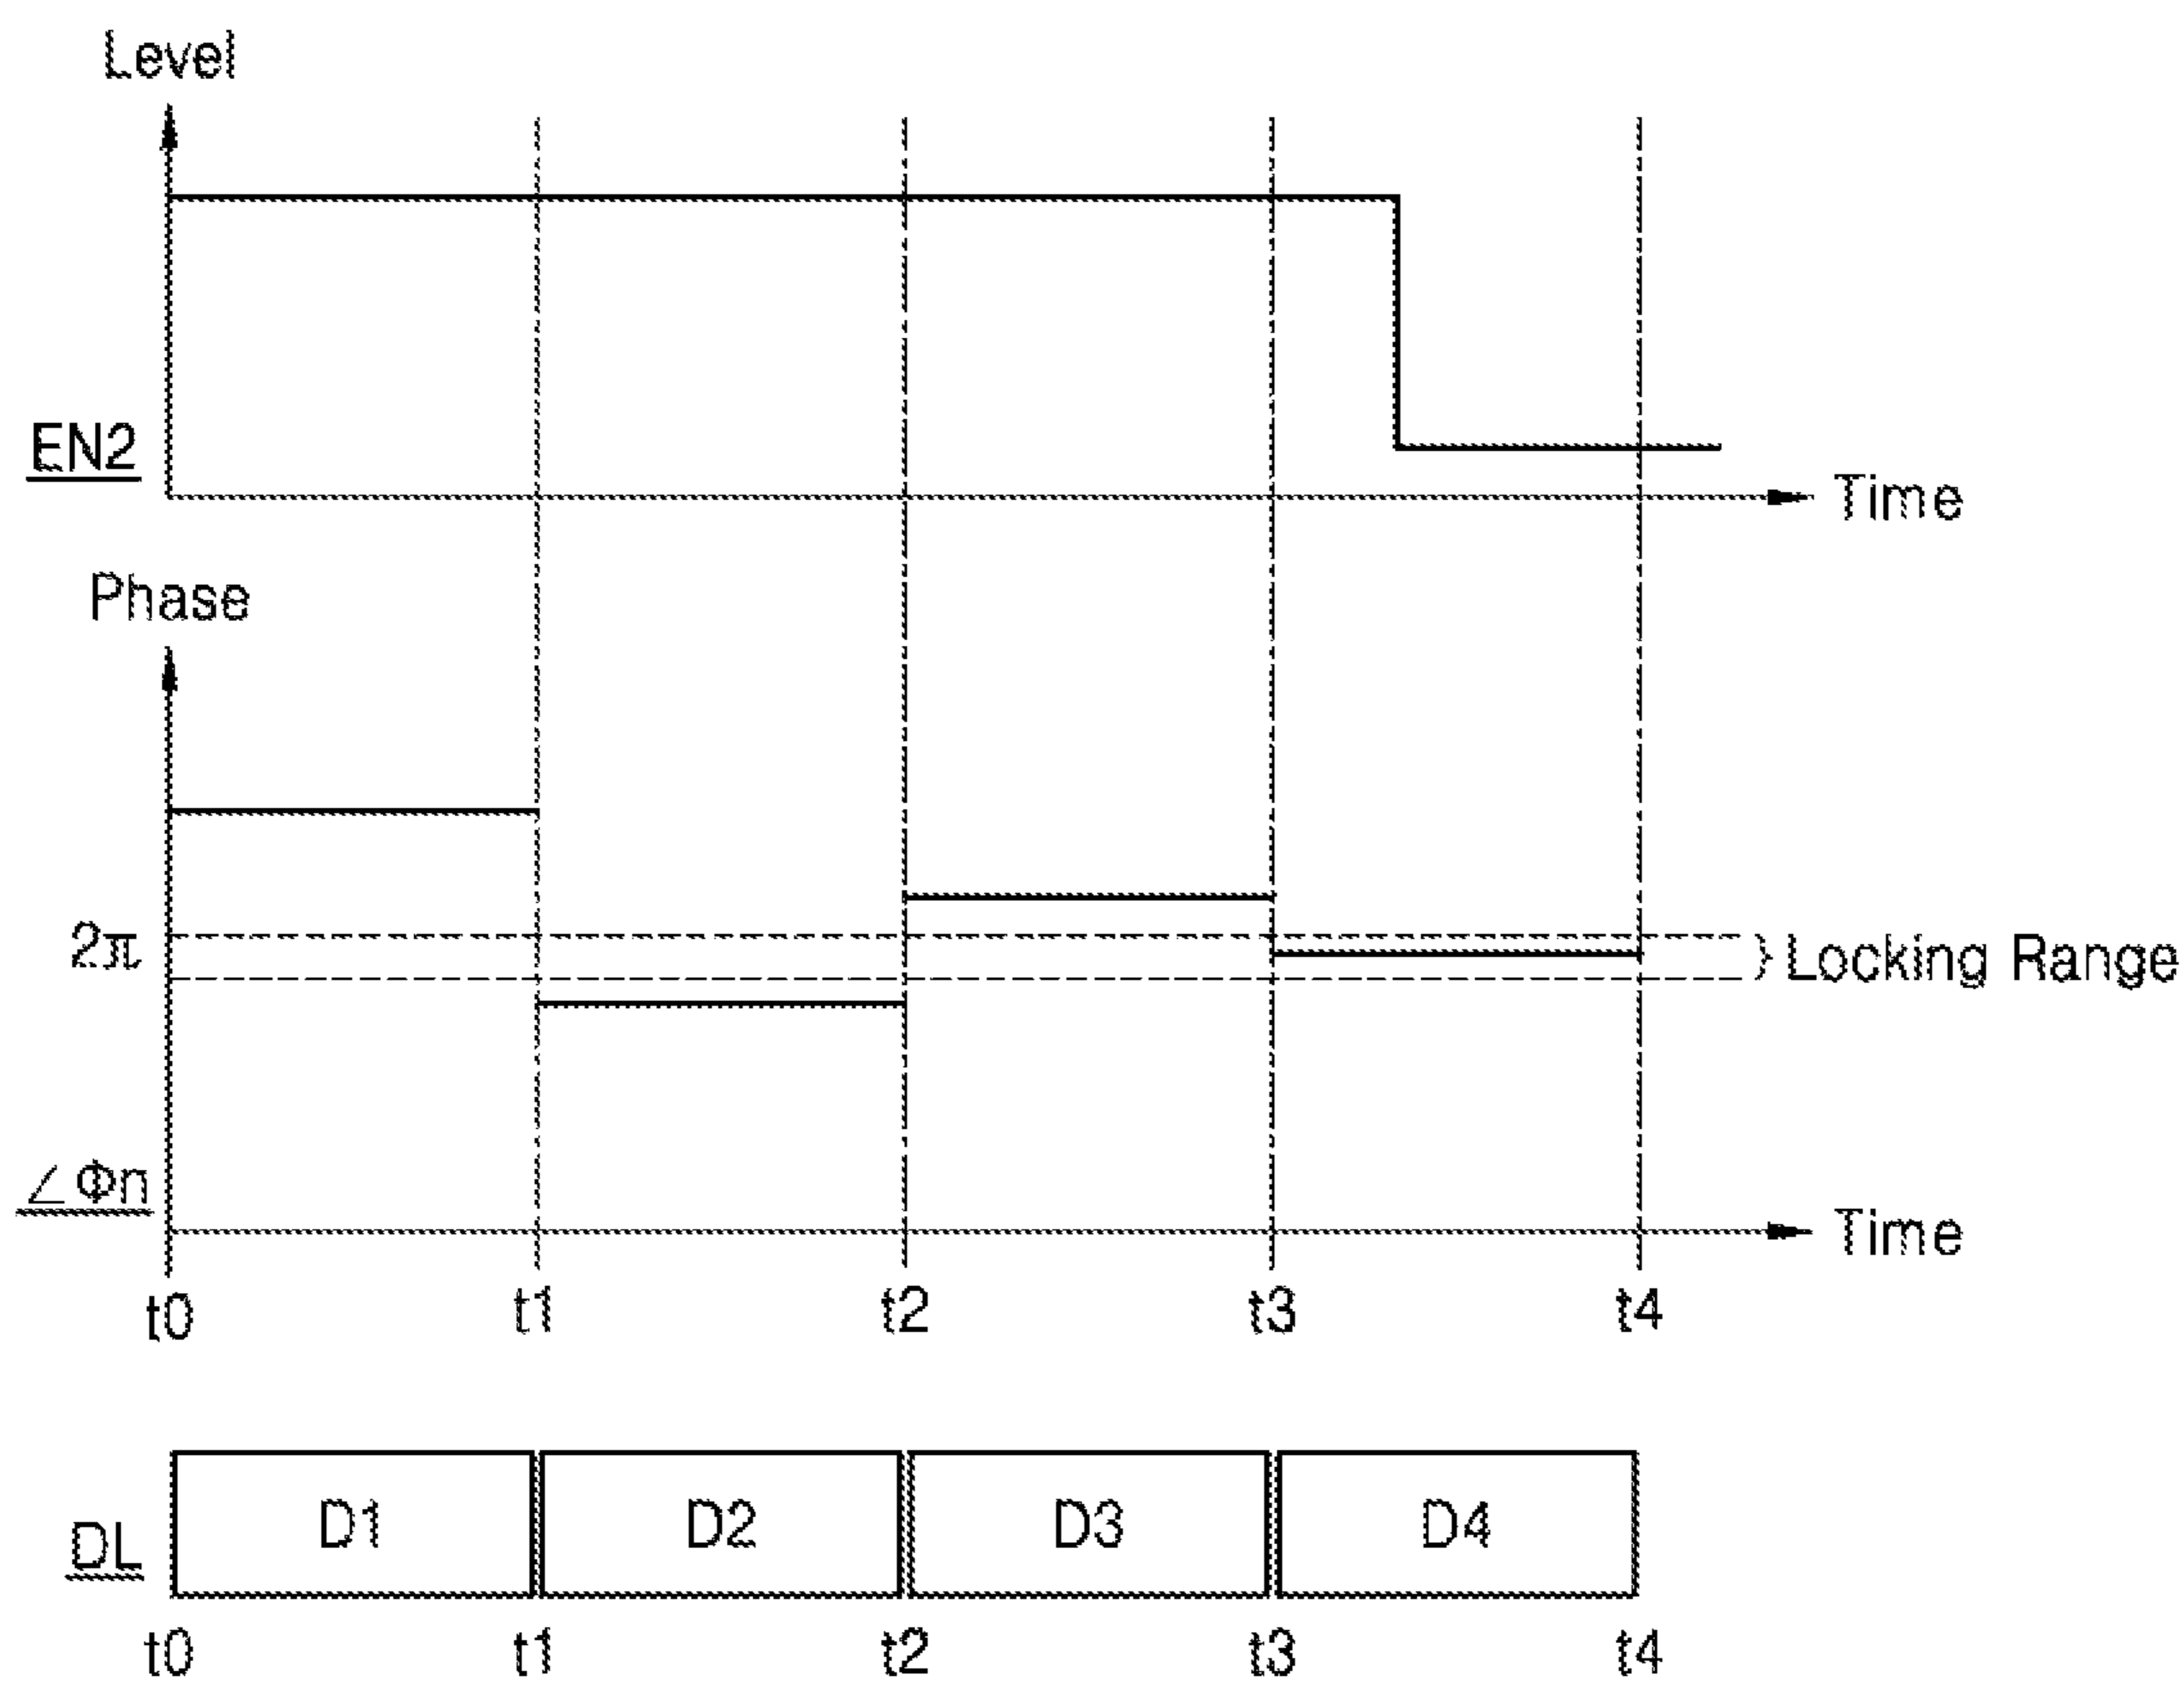 Level
EN2
Time
Phase
2π
Locking Range
∠Φn
Time
t0 t1 t2 t3 t4
D1 D2 D3 D4
DL
t0 t1 t2 t3 t4